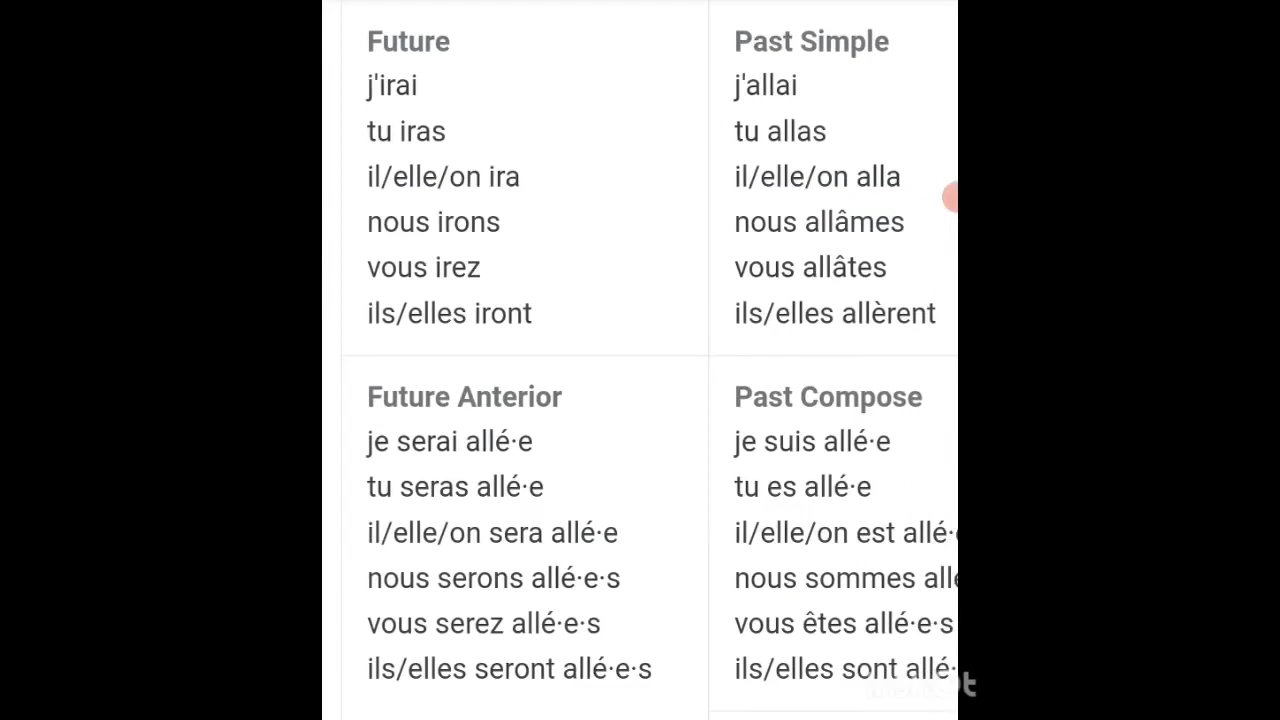 Future
j'irai
tu iras
il/elle/on ira
nous irons
vous irez
ils/elles iront
Past Simple
j'allai
tu allas
il/elle/on alla
nous allâmes
vous allâtes
ils/elles allèrent
Future Anterior
je serai allé·e
tu seras allé·e
il/elle/on sera allé·e
nous serons allé·e·s
vous serez allé·e·s
ils/elles seront allé·e·s
Past Compose
je suis allé·e
tu es allé·e
il/elle/on est allé·
nous sommes allé
vous êtes allé·e·s
ils/elles sont allé·